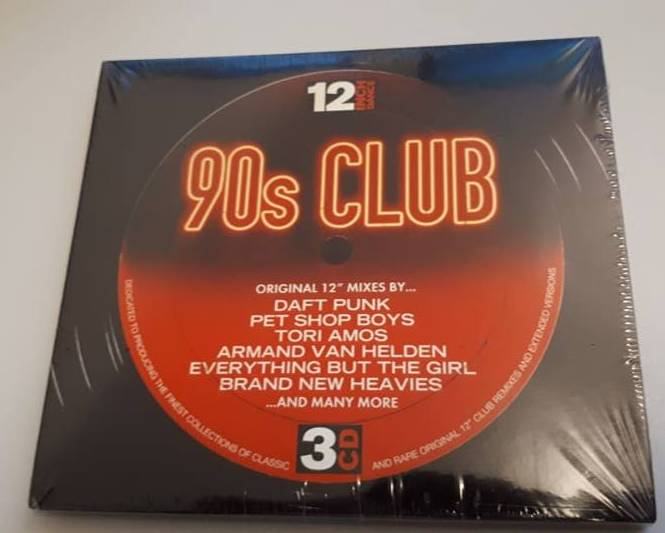 12
INCH
DANCE
90s CLUB
ORIGINAL 12" MIXES BY...
DAFT PUNK
PET SHOP BOYS
TORI AMOS
ARMAND VAN HELDEN
EVERYTHING BUT THE GIRL
BRAND NEW HEAVIES
...AND MANY MORE
3CD
DEDICATED TO PRODUCING THE FINEST COLLECTIONS OF CLASSIC
AND RARE ORIGINAL 12" CLUB REMIXES AND EXTENDED VERSIONS